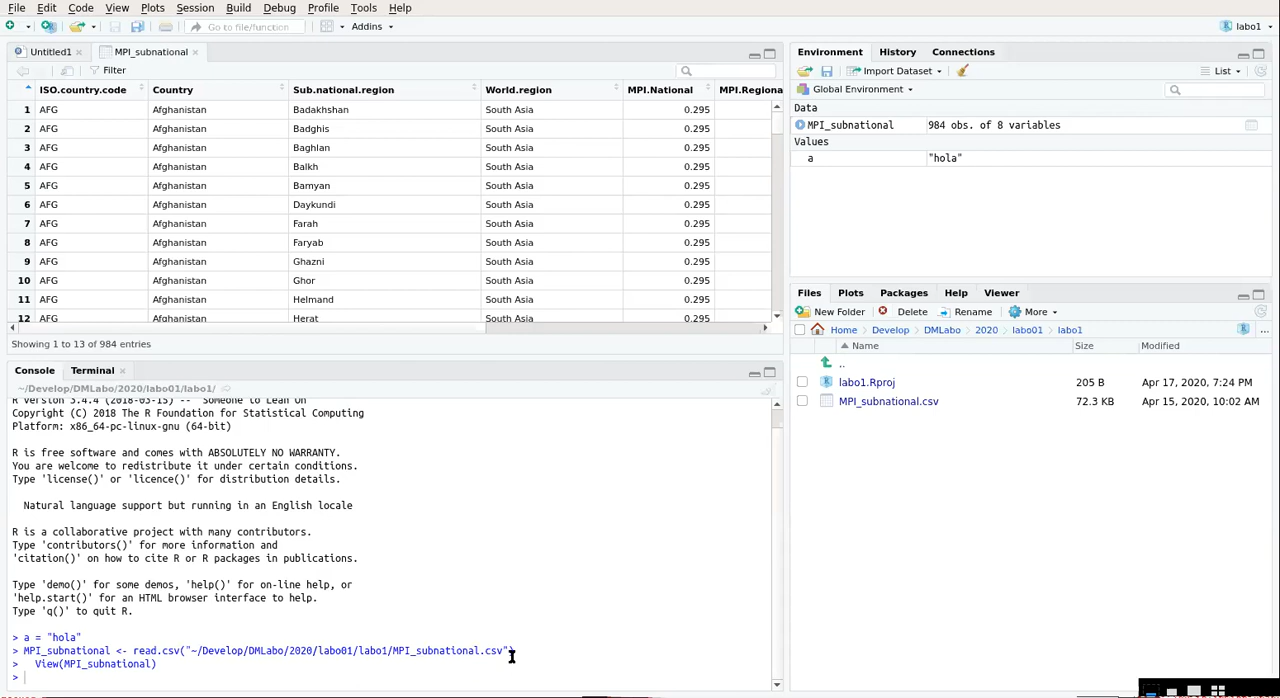 File Edit Code View Plots Session Build Debug Profile Tools Help
Go to file/function Addins labo1
Untitled1 MPI_subnational
Filter
ISO.country.code Country Sub.national.region World.region MPI.National MPI.Regiona
1 AFG Afghanistan Badakhshan South Asia 0.295
2 AFG Afghanistan Badghis South Asia 0.295
3 AFG Afghanistan Baghlan South Asia 0.295
4 AFG Afghanistan Balkh South Asia 0.295
5 AFG Afghanistan Bamyan South Asia 0.295
6 AFG Afghanistan Daykundi South Asia 0.295
7 AFG Afghanistan Farah South Asia 0.295
8 AFG Afghanistan Faryab South Asia 0.295
9 AFG Afghanistan Ghazni South Asia 0.295
10 AFG Afghanistan Ghor South Asia 0.295
11 AFG Afghanistan Helmand South Asia 0.295
12 AFG Afghanistan Herat South Asia 0.295
Showing 1 to 13 of 984 entries
Console Terminal
~/Develop/DMLabo/2020/labo01/labo1/
R version 3.4.4 (2018-03-15) -- "Someone to Lean On"
Copyright (C) 2018 The R Foundation for Statistical Computing
Platform: x86_64-pc-linux-gnu (64-bit)
R is free software and comes with ABSOLUTELY NO WARRANTY.
You are welcome to redistribute it under certain conditions.
Type 'license()' or 'licence()' for distribution details.
Natural language support but running in an English locale
R is a collaborative project with many contributors.
Type 'contributors()' for more information and
'citation()' on how to cite R or R packages in publications.
Type 'demo()' for some demos, 'help()' for on-line help, or
'help.start()' for an HTML browser interface to help.
Type 'q()' to quit R.
> a = "hola"
> MPI_subnational <- read.csv("~/Develop/DMLabo/2020/labo01/labo1/MPI_subnational.csv")
> View(MPI_subnational)
>
Environment History Connections
Import Dataset List
Global Environment
Data
MPI_subnational 984 obs. of 8 variables
Values
a "hola"
Files Plots Packages Help Viewer
New Folder Delete Rename More
Home Develop DMLabo 2020 labo01 labo1 ...
Name Size Modified
..
labo1.Rproj 205 B Apr 17, 2020, 7:24 PM
MPI_subnational.csv 72.3 KB Apr 15, 2020, 10:02 AM